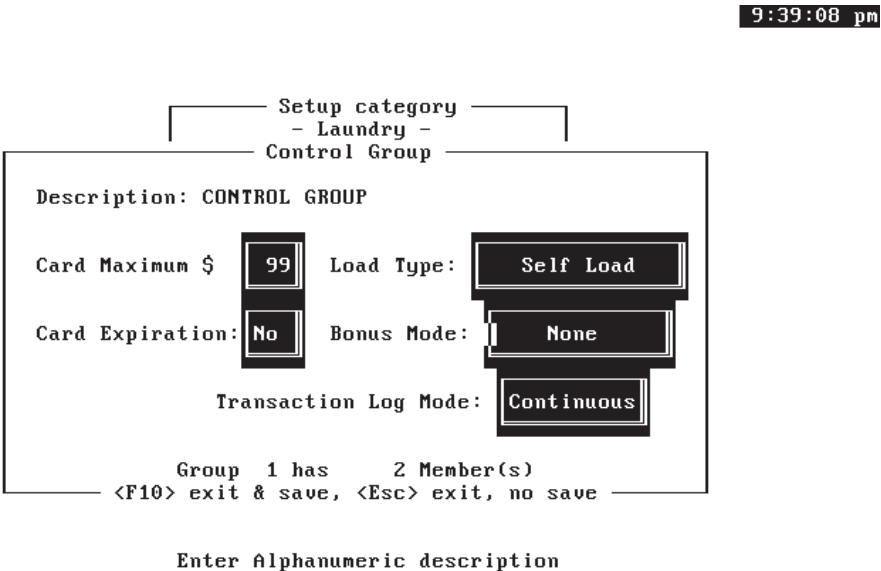 9:39:08 pm
Setup category
- Laundry -
Control Group
Description: CONTROL GROUP
Card Maximum $ 99 Load Type: Self Load
Card Expiration: No Bonus Mode: None
Transaction Log Mode: Continuous
Group 1 has 2 Member(s)
<F10> exit & save, <Esc> exit, no save
Enter Alphanumeric description